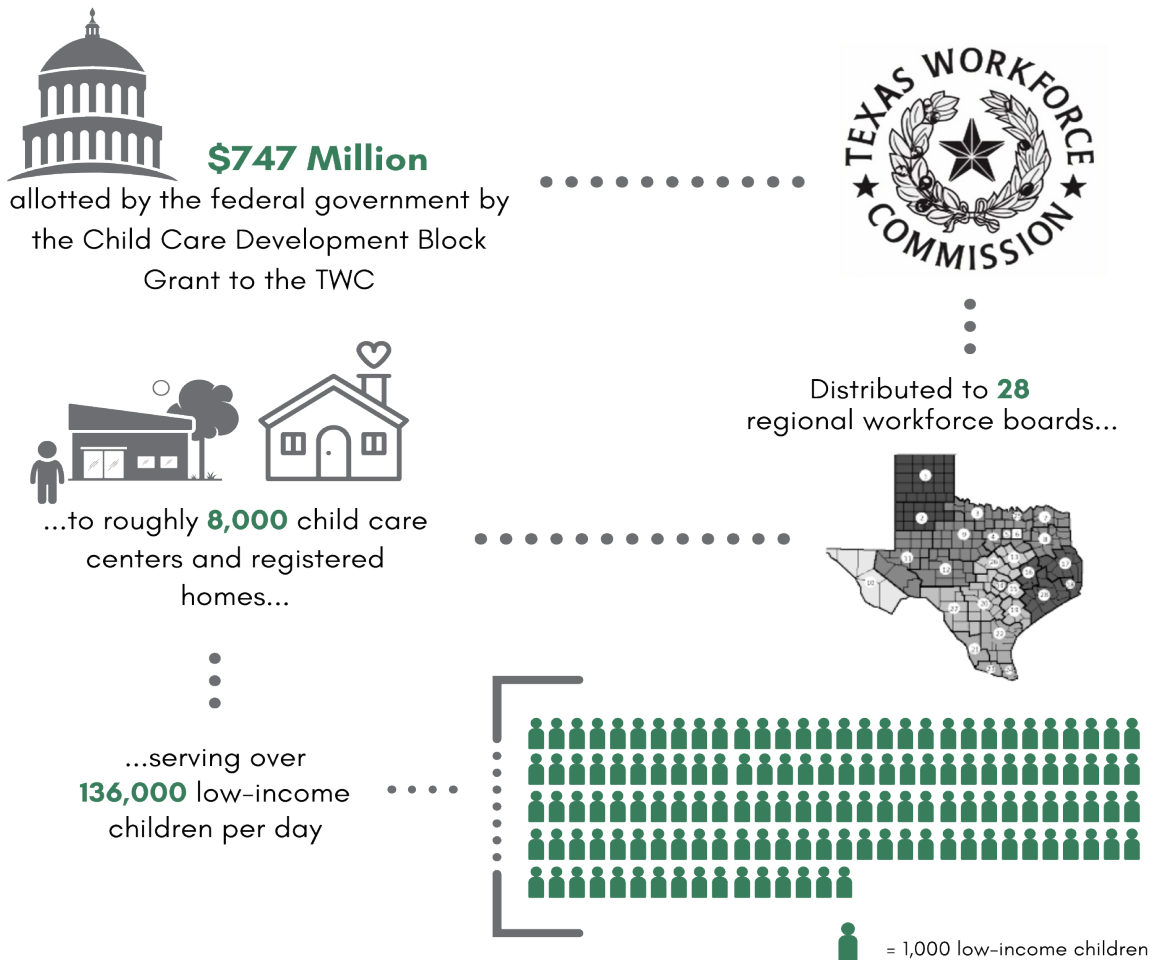 $747 Million
allotted by the federal government by
the Child Care Development Block
Grant to the TWC
TEXAS WORKFORCE
COMMISSION
Distributed to 28
regional workforce boards...
...to roughly 8,000 child care
centers and registered
homes...
...serving over
136,000 low-income
children per day
= 1,000 low-income children